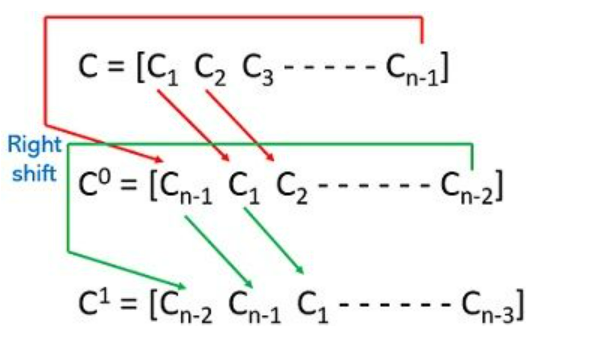 C = [C₁ C₂ C₃ - - - - - Cₙ₋₁]
Right
shift
C⁰ = [Cₙ₋₁ C₁ C₂ - - - - - - Cₙ₋₂]
C¹ = [Cₙ₋₂ Cₙ₋₁ C₁ - - - - - - Cₙ₋₃]